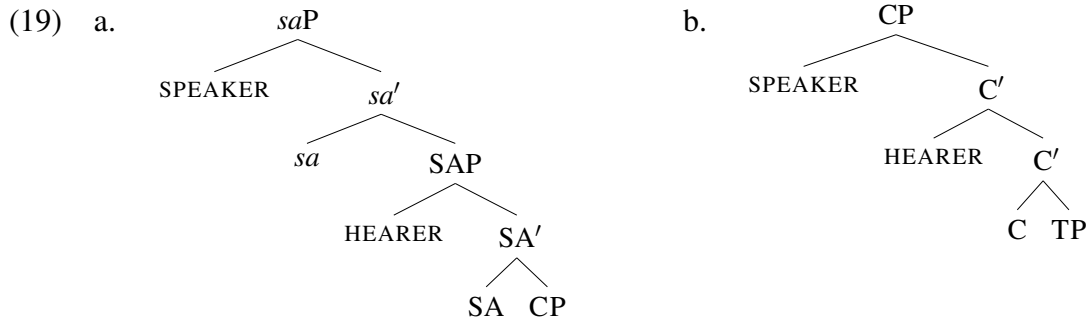 (19) a. saP b. CP
SPEAKER sa′ SPEAKER C′
sa SAP HEARER C′
HEARER SA′ C TP
SA CP